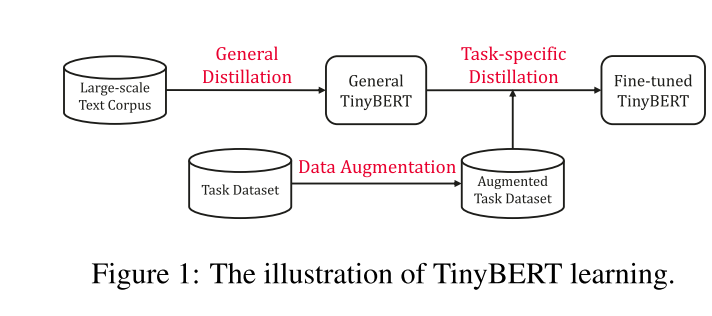 General
Distillation
Task-specific
Distillation
Large-scale
Text Corpus
General
TinyBERT
Fine-tuned
TinyBERT
Task Dataset
Data Augmentation
Augmented
Task Dataset
Figure 1: The illustration of TinyBERT learning.